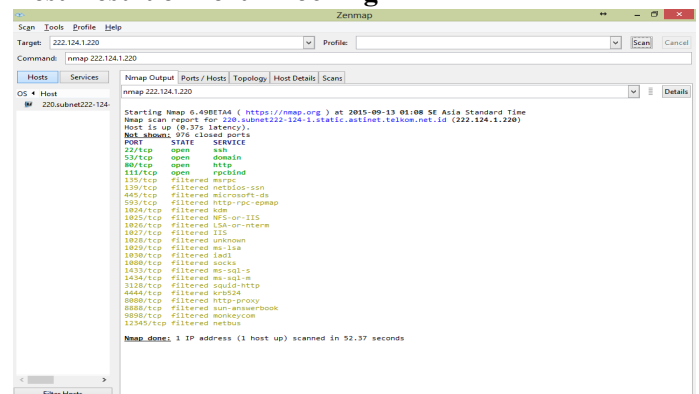 Zenmap
Scan Tools Profile Help
Target: 222.124.1.220 Profile: Scan Cancel
Command: nmap 222.124.1.220
Hosts Services Nmap Output Ports / Hosts Topology Host Details Scans
OS Host nmap 222.124.1.220 Details
220.subnet222-124-
Starting Nmap 6.49BETA4 ( https://nmap.org ) at 2015-09-13 01:08 SE Asia Standard Time
Nmap scan report for 220.subnet222-124-1.static.astinet.telkom.net.id (222.124.1.220)
Host is up (0.37s latency).
Not shown: 976 closed ports
PORT STATE SERVICE
22/tcp open ssh
53/tcp open domain
80/tcp open http
111/tcp open rpcbind
135/tcp filtered msrpc
139/tcp filtered netbios-ssn
445/tcp filtered microsoft-ds
593/tcp filtered http-rpc-epmap
1024/tcp filtered kdm
1025/tcp filtered NFS-or-IIS
1026/tcp filtered LSA-or-nterm
1027/tcp filtered IIS
1028/tcp filtered unknown
1029/tcp filtered ms-lsa
1030/tcp filtered iad1
1080/tcp filtered socks
1433/tcp filtered ms-sql-s
1434/tcp filtered ms-sql-m
3128/tcp filtered squid-http
4444/tcp filtered krb524
8080/tcp filtered http-proxy
8888/tcp filtered sun-answerbook
9898/tcp filtered monkeycom
12345/tcp filtered netbus
Nmap done: 1 IP address (1 host up) scanned in 52.37 seconds
Filter Hosts